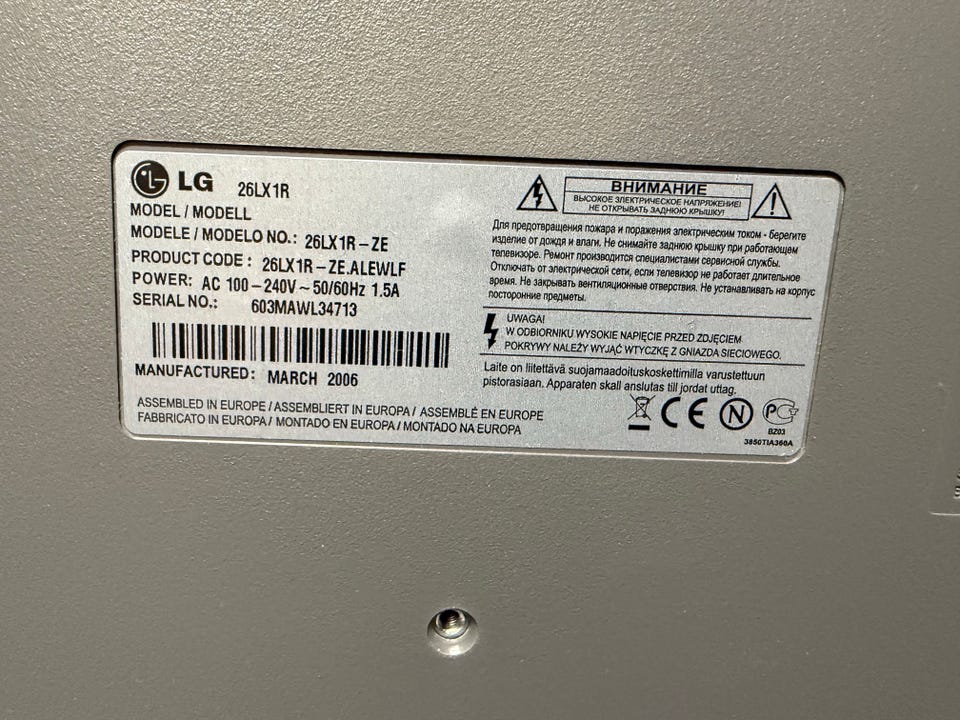 LG 26LX1R
MODEL / MODELL
MODELE / MODELO NO.: 26LX1R-ZE
PRODUCT CODE : 26LX1R-ZE.ALEWLF
POWER: AC 100-240V~50/60Hz 1.5A
SERIAL NO.: 603MAWL34713
MANUFACTURED: MARCH 2006
ASSEMBLED IN EUROPE / ASSEMBLIERT IN EUROPA / ASSEMBLÉ EN EUROPE
FABBRICATO IN EUROPA / MONTADO EN EUROPA / MONTADO NA EUROPA
ВНИМАНИЕ
ВЫСОКОЕ ЭЛЕКТРИЧЕСКОЕ НАПРЯЖЕНИЕ!
НЕ ОТКРЫВАТЬ ЗАДНЮЮ КРЫШКУ!
Для предотвращения пожара и поражения электрическим током - берегите
изделие от дождя и влаги. Не снимайте заднюю крышку при работающем
телевизоре. Ремонт производится специалистами сервисной службы.
Отключать от электрической сети, если телевизор не работает длительное
время. Не закрывать вентиляционные отверстия. Не устанавливать на корпус
посторонние предметы.
UWAGA!
W ODBIORNIKU WYSOKIE NAPIĘCIE PRZED ZDJĘCIEM
POKRYWY NALEŻY WYJĄĆ WTYCZKĘ Z GNIAZDA SIECIOWEGO.
Laite on liitettävä suojamaadoituskoskettimilla varustettuun
pistorasiaan. Apparaten skall anslutas till jordat uttag.
CE N PG
BZ03
3850TIA360A